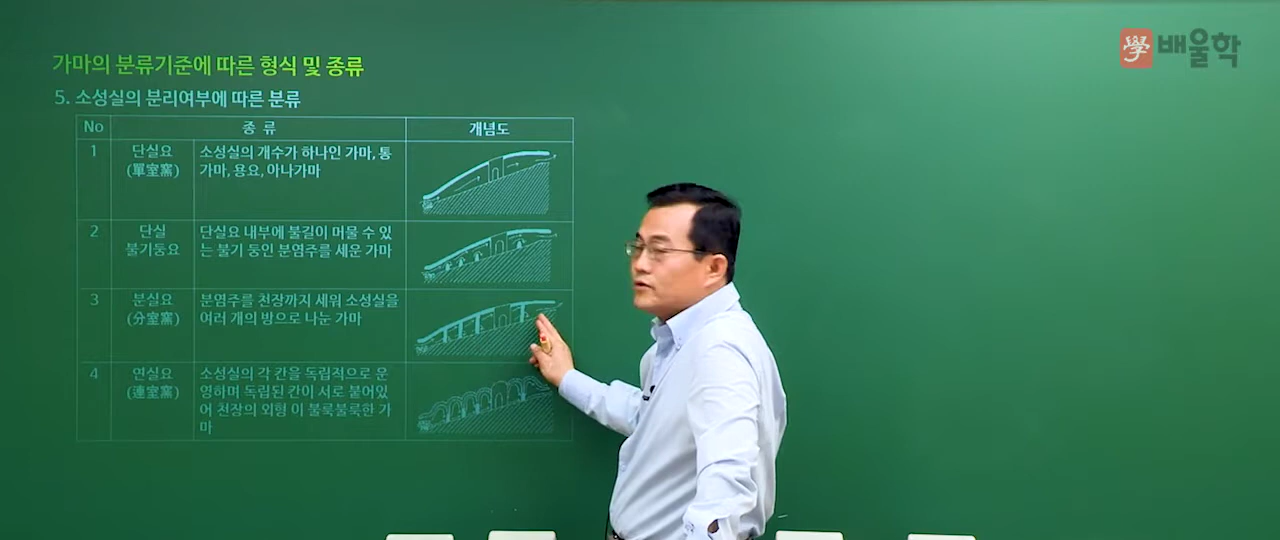 學 배울학
가마의 분류기준에 따른 형식 및 종류
5. 소성실의 분리여부에 따른 분류
No 종 류 개념도
1 단실요 소성실의 개수가 하나인 가마, 통
(單室窯) 가마, 용요, 아나가마
2 단실 단실요 내부에 불길이 머물 수 있
불기둥요 는 불기 둥인 분염주를 세운 가마
3 분실요 분염주를 천장까지 세워 소성실을
(分室窯) 여러 개의 방으로 나눈 가마
4 연실요 소성실의 각 간을 독립적으로 운
(連室窯) 영하며 독립된 간이 서로 붙어있
어 천장의 외형 이 불룩불룩한 가
마